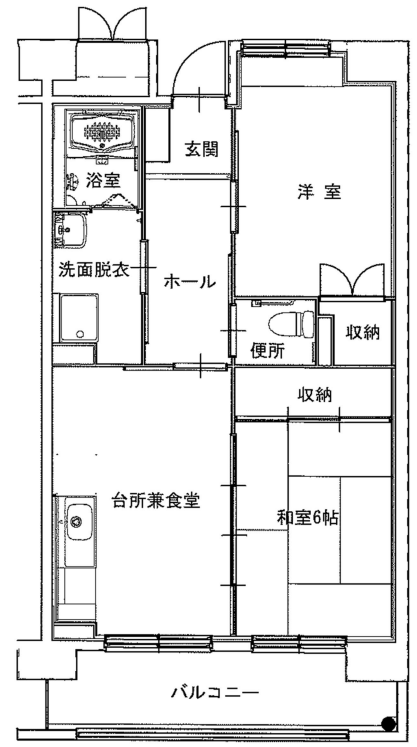 玄関
浴室
洋室
洗面脱衣
ホール
便所
収納
収納
台所兼食堂
和室6帖
バルコニー